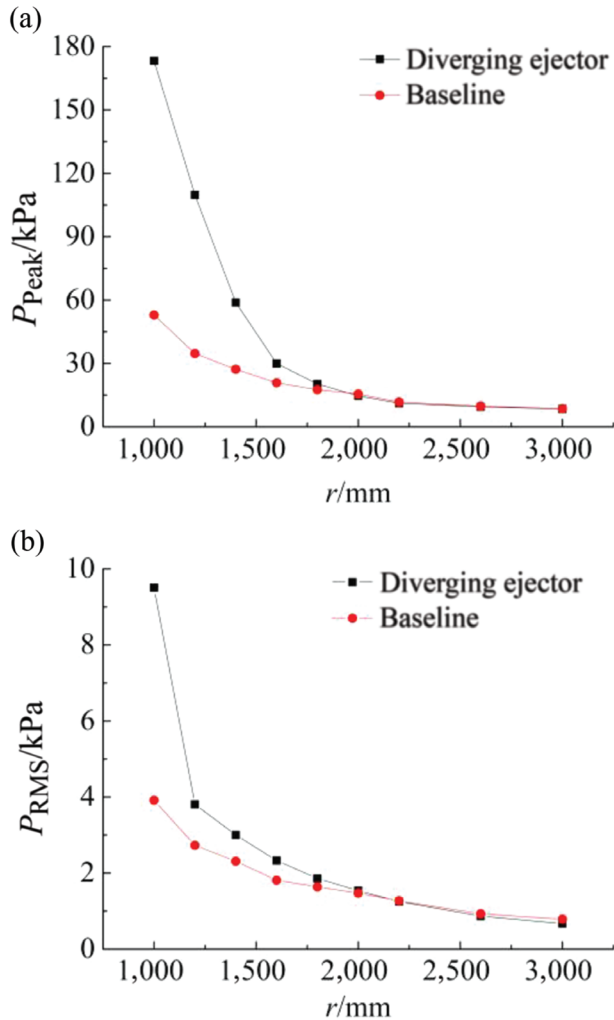 (a)
180
150
120
90
60
30
0
P_Peak/kPa
Diverging ejector
Baseline
1,000 1,500 2,000 2,500 3,000
r/mm
(b)
10
8
6
4
2
0
P_RMS/kPa
Diverging ejector
Baseline
1,000 1,500 2,000 2,500 3,000
r/mm